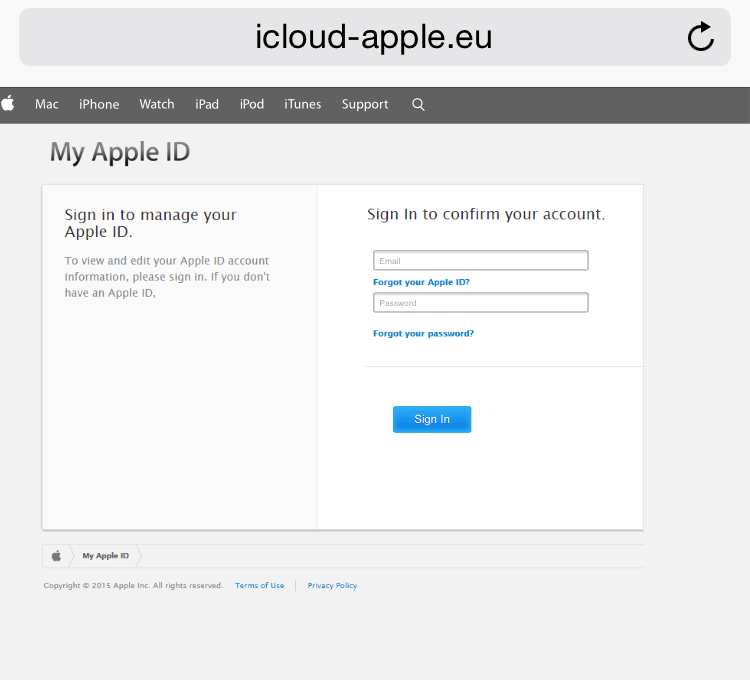 icloud-apple.eu
Mac iPhone Watch iPad iPod iTunes Support
My Apple ID
Sign in to manage your
Apple ID.
To view and edit your Apple ID account
information, please sign in. If you don't
have an Apple ID,
Sign In to confirm your account.
Email
Forgot your Apple ID?
Password
Forgot your password?
Sign In
My Apple ID
Copyright © 2015 Apple Inc. All rights reserved. Terms of Use Privacy Policy